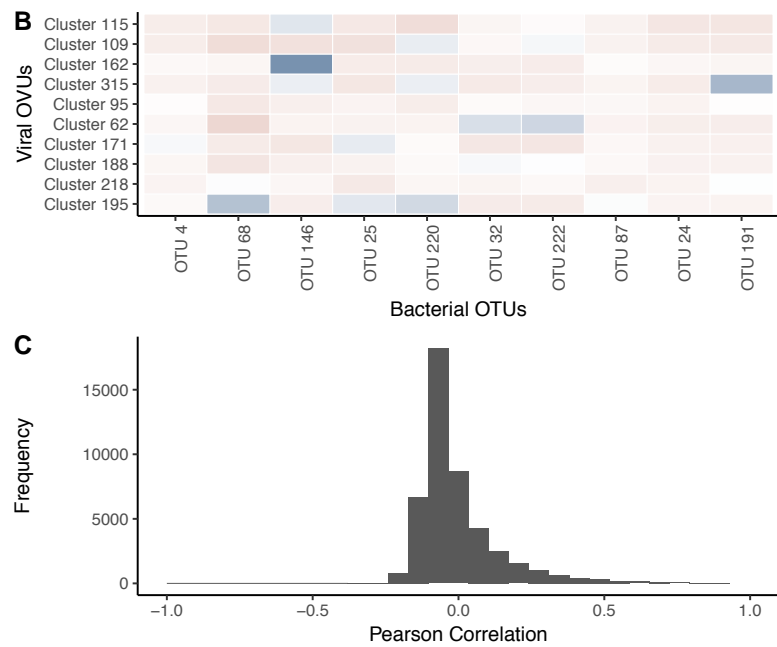 B
Viral OVUs
Cluster 115
Cluster 109
Cluster 162
Cluster 315
Cluster 95
Cluster 62
Cluster 171
Cluster 188
Cluster 218
Cluster 195
OTU 4
OTU 68
OTU 146
OTU 25
OTU 220
OTU 32
OTU 222
OTU 87
OTU 24
OTU 191
Bacterial OTUs
C
Frequency
15000
10000
5000
0
−1.0 −0.5 0.0 0.5 1.0
Pearson Correlation